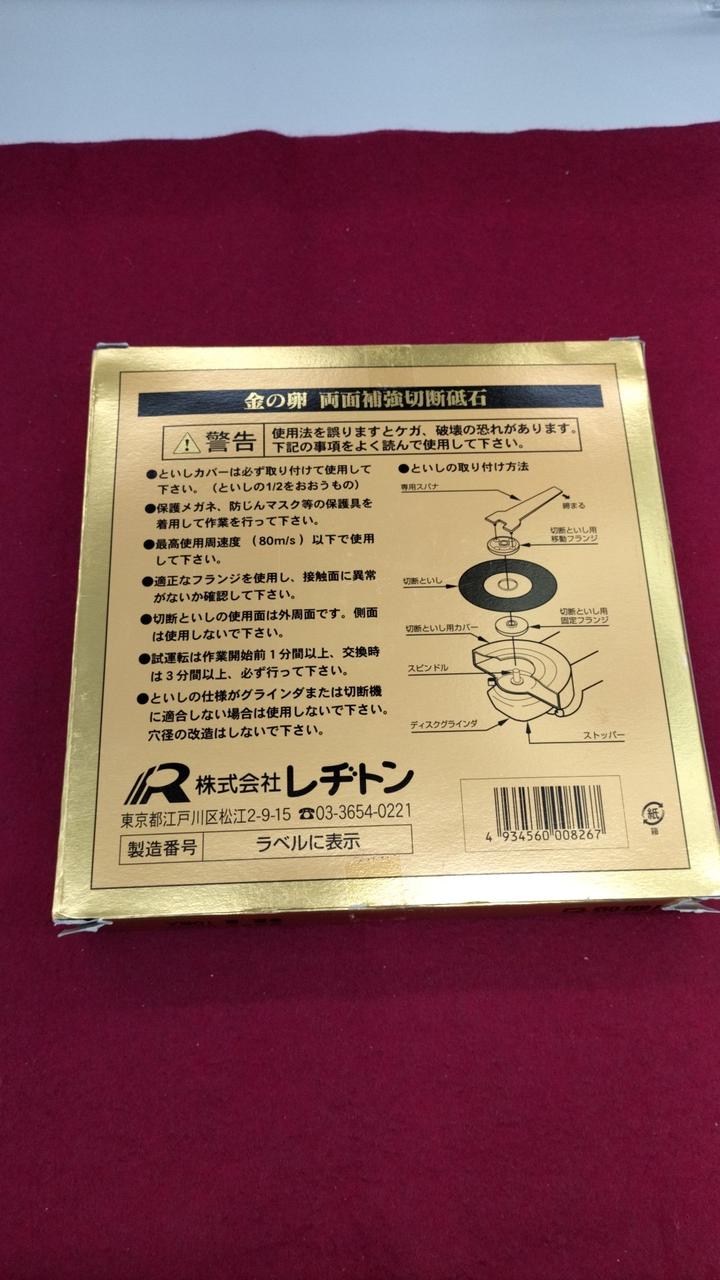 金の卵 両面補強切断砥石
警告
使用法を誤りますとケガ、破壊の恐れがあります。
下記の事項をよく読んで使用して下さい。
●といしカバーは必ず取り付けて使用して
下さい。（といしの1/2をおおうもの）
●保護メガネ、防じんマスク等の保護具を
着用して作業を行って下さい。
●最高使用周速度 （80m/s）以下で使用
して下さい。
●適正なフランジを使用し、接触面に異常
がないか確認して下さい。
●切断といしの使用面は外周面です。側面
は使用しないで下さい。
●試運転は作業開始前1分間以上、交換時
は3分間以上、必ず行って下さい。
●といしの仕様がグラインダまたは切断機
に適合しない場合は使用しないで下さい。
穴径の改造はしないで下さい。
●といしの取り付け方法
専用スパナ
締まる
切断といし用
移動フランジ
切断といし
切断といし用
固定フランジ
切断といし用カバー
スピンドル
ディスクグラインダ
ストッパー
R 株式会社レヂトン
東京都江戸川区松江2-9-15 ☎03-3654-0221
製造番号 ラベルに表示
4 934560 008267
紙
箱